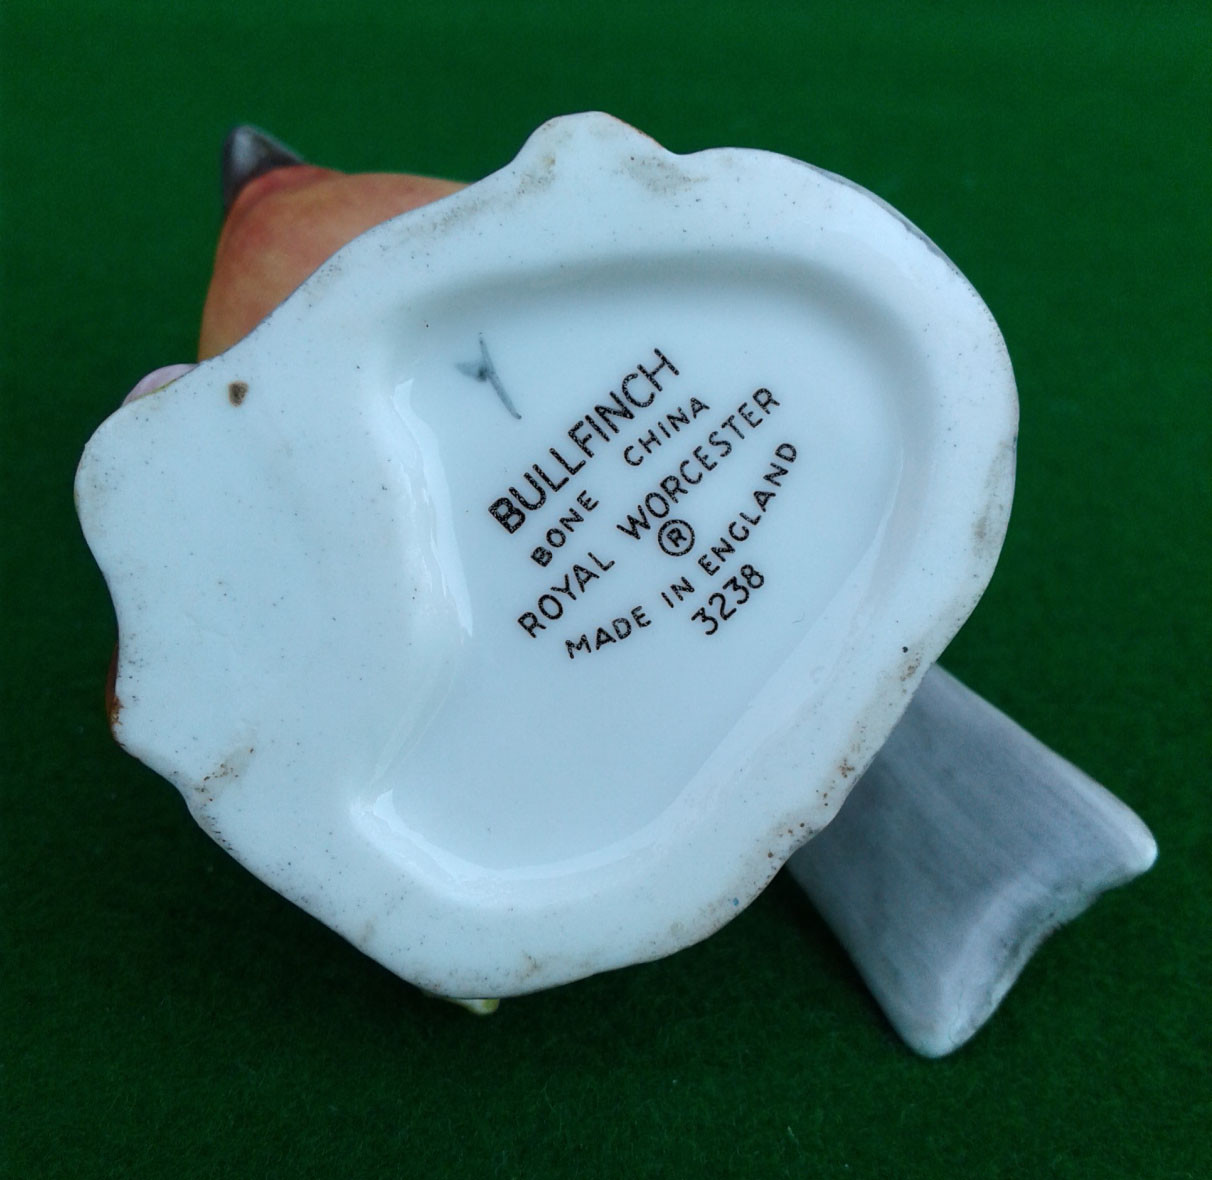 BULLFINCH
BONE CHINA
ROYAL WORCESTER
®
MADE IN ENGLAND
3238